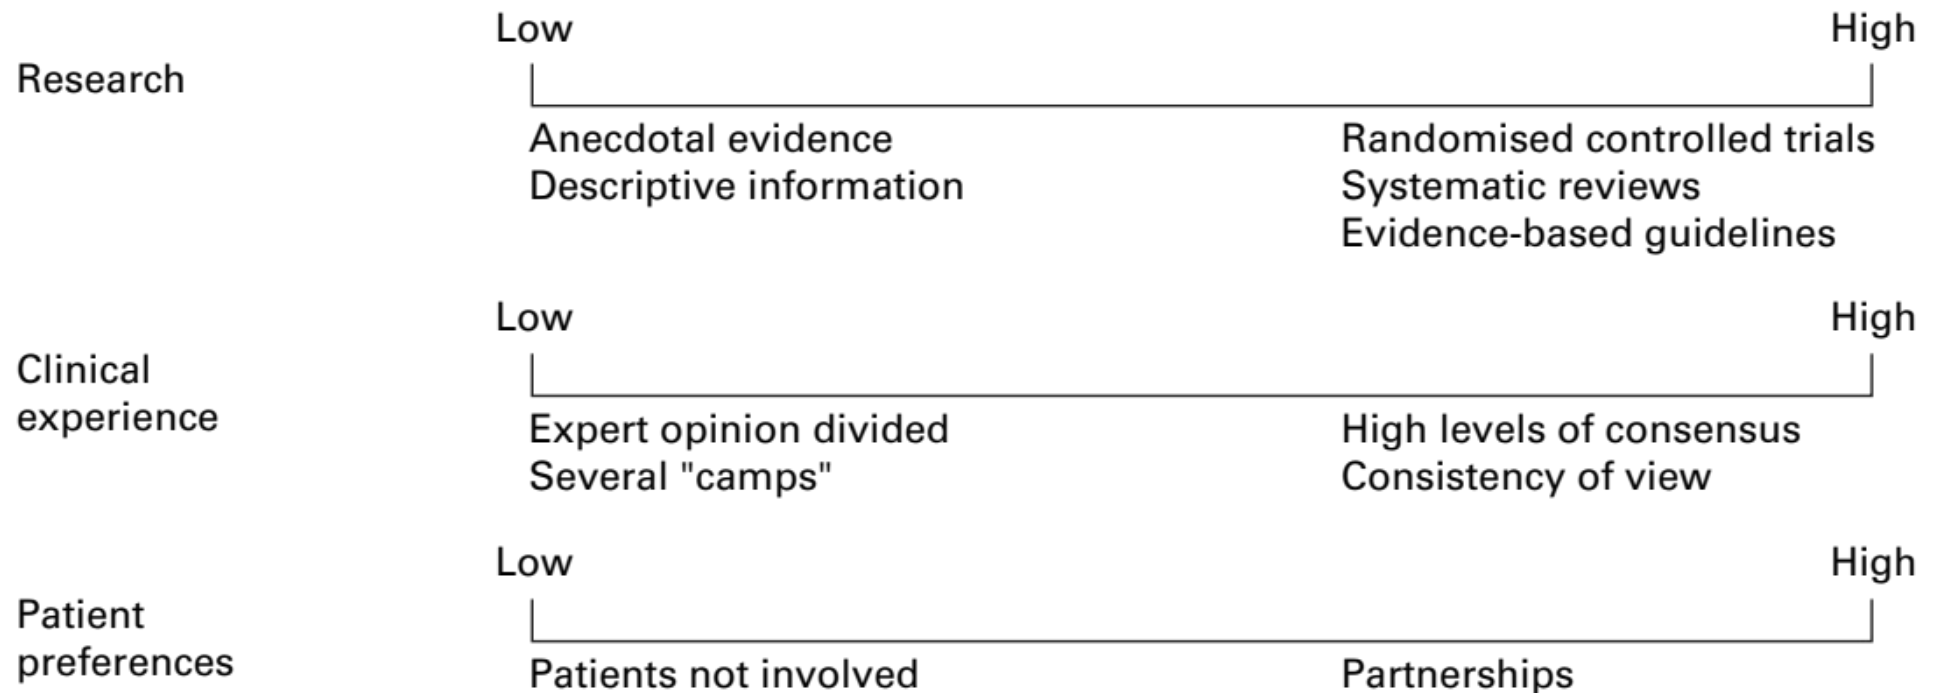 Low High
Research
Anecdotal evidence Randomised controlled trials
Descriptive information Systematic reviews
Evidence-based guidelines
Low High
Clinical
experience
Expert opinion divided High levels of consensus
Several "camps" Consistency of view
Low High
Patient
preferences
Patients not involved Partnerships